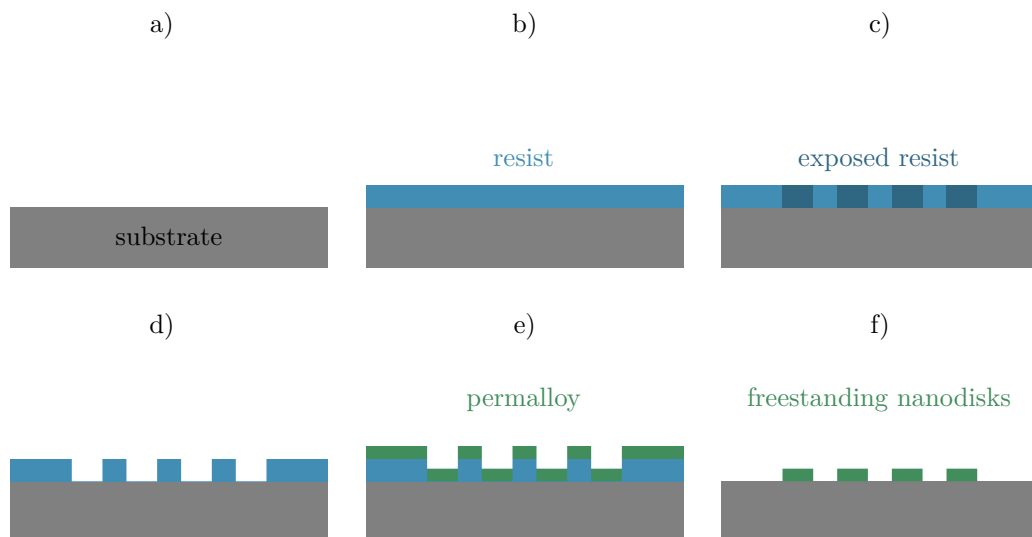 a)
b)
c)
resist
exposed resist
substrate
d)
e)
f)
permalloy
freestanding nanodisks